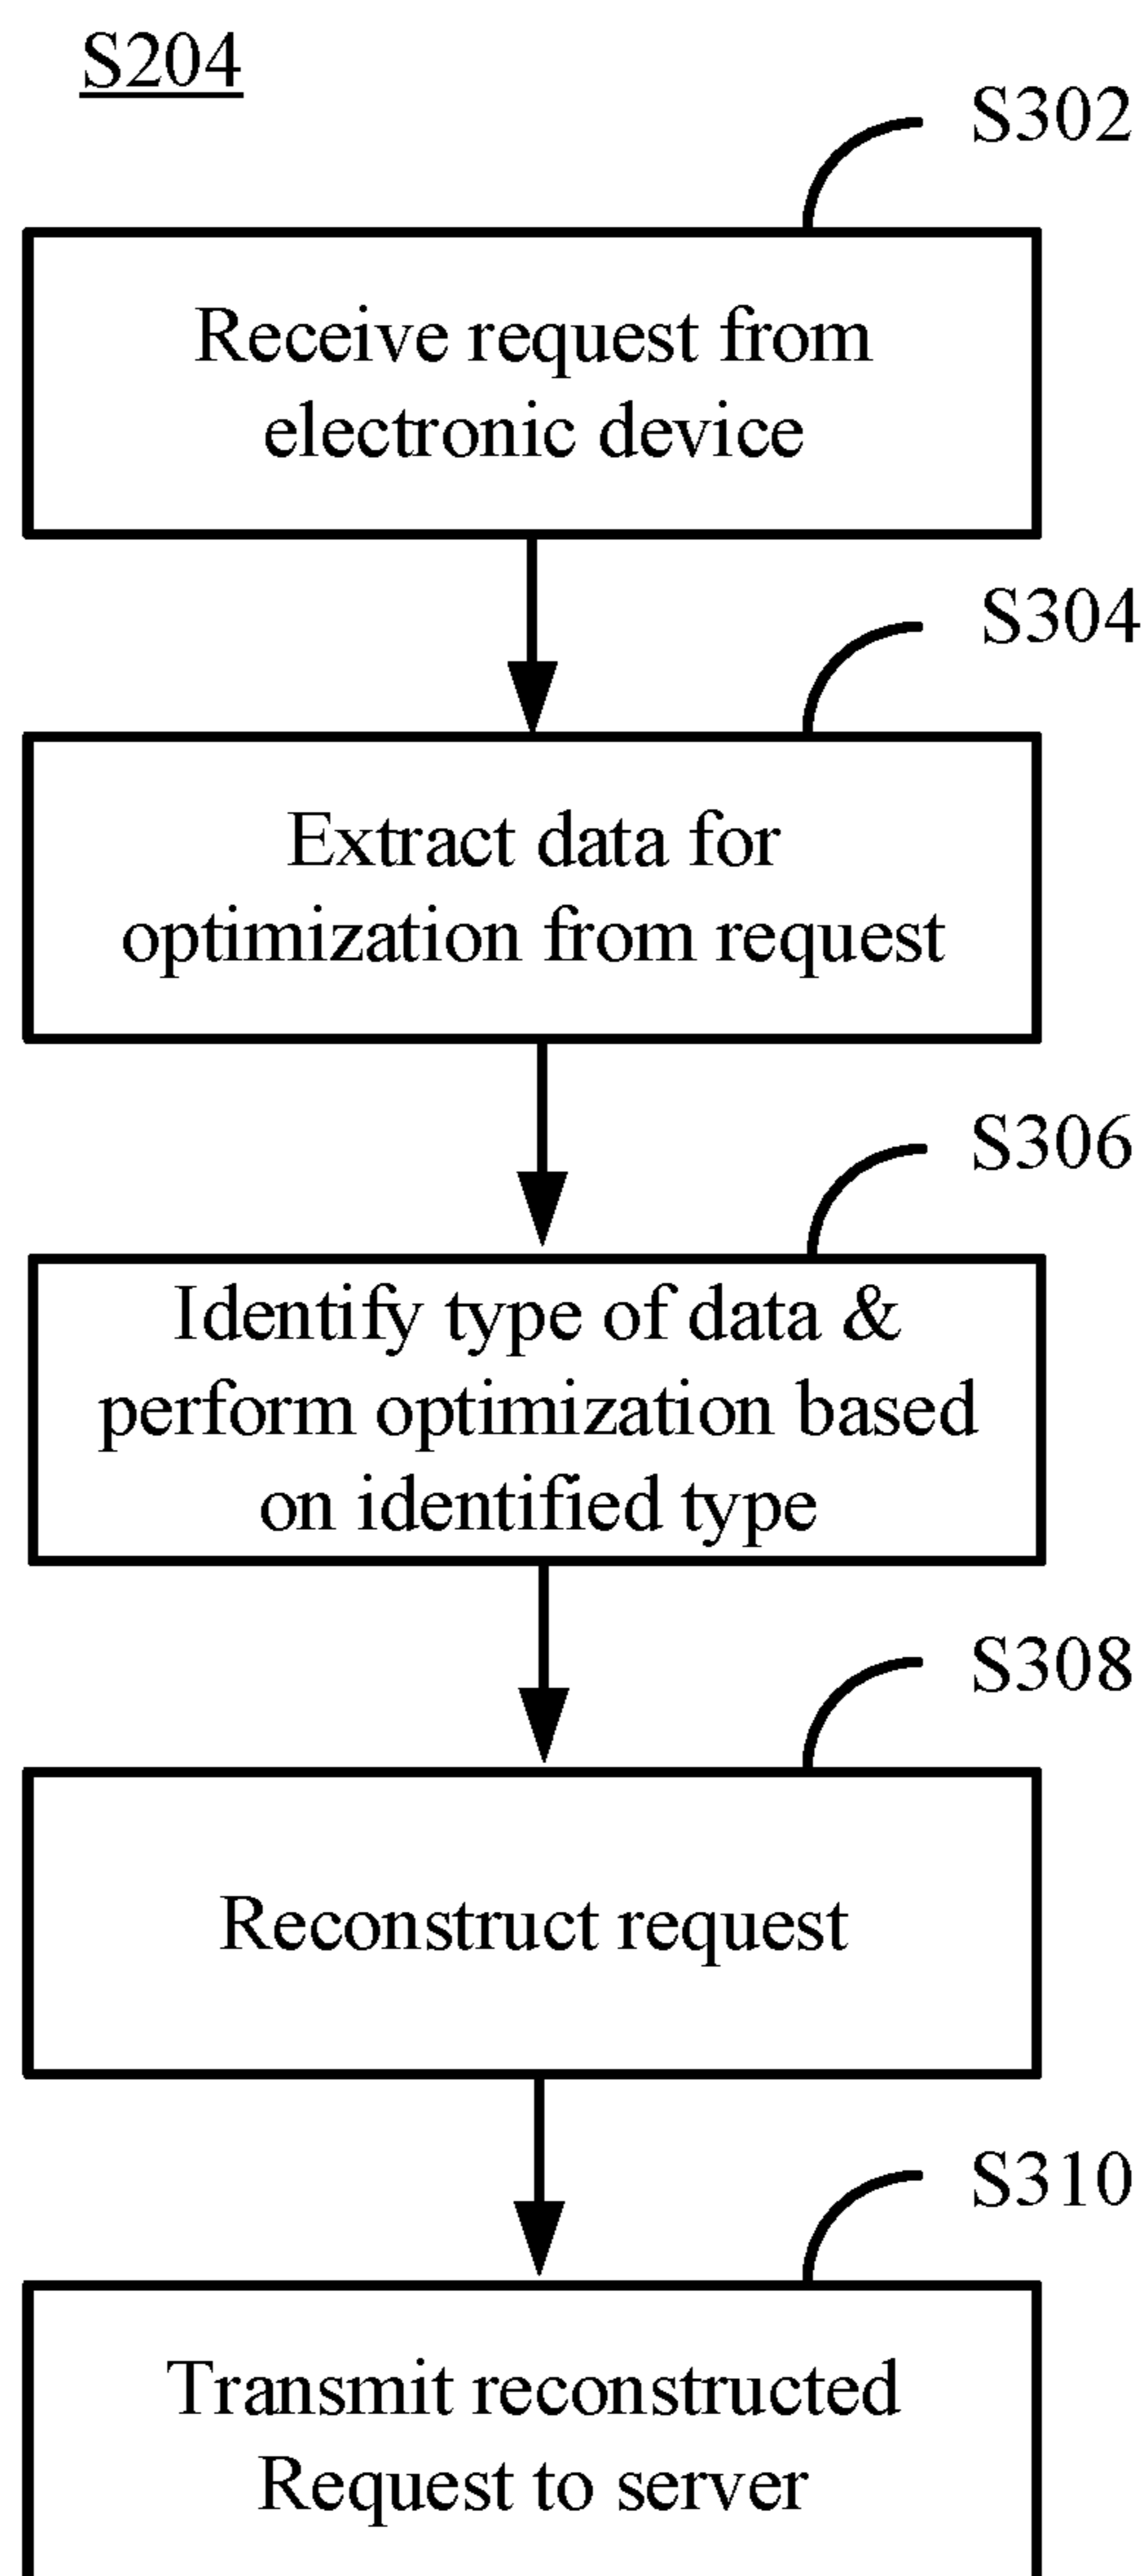 S204
S302
Receive request from
electronic device
S304
Extract data for
optimization from request
S306
Identify type of data &
perform optimization based
on identified type
S308
Reconstruct request
S310
Transmit reconstructed
Request to server